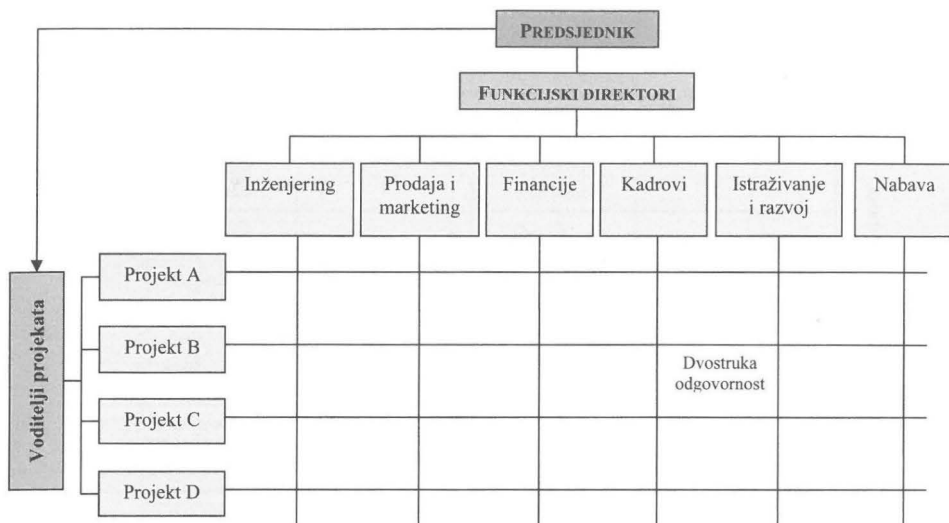 PREDSJEDNIK
FUNKCIJSKI DIREKTORI
Inženjering
Prodaja i
marketing
Financije
Kadrovi
Istraživanje
i razvoj
Nabava
Voditelji projekata
Projekt A
Projekt B
Projekt C
Projekt D
Dvostruka
odgovornost